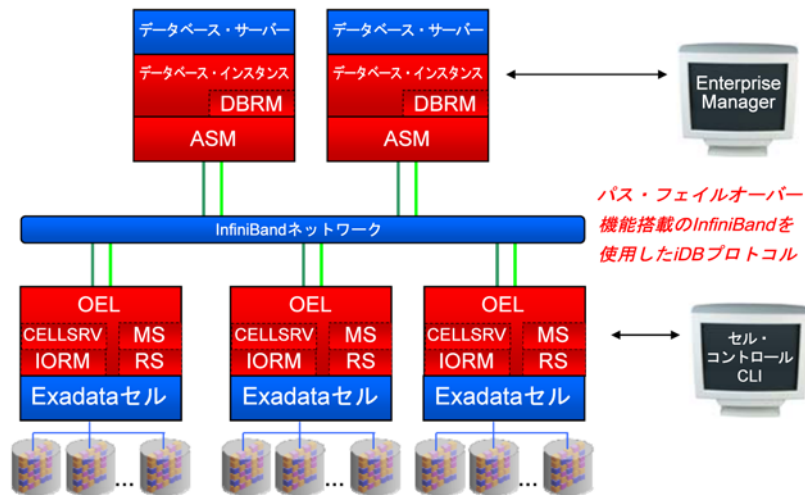 データベース・サーバー
データベース・サーバー
データベース・インスタンス
データベース・インスタンス
DBRM
DBRM
ASM
ASM
Enterprise
Manager
パス・フェイルオーバー
機能搭載のInfiniBandを
使用したiDBプロトコル
InfiniBandネットワーク
OEL
OEL
OEL
CELLSRV
MS
CELLSRV
MS
CELLSRV
MS
IORM
RS
IORM
RS
IORM
RS
Exadataセル
Exadataセル
Exadataセル
セル・
コントロール
CLI
...
...
...